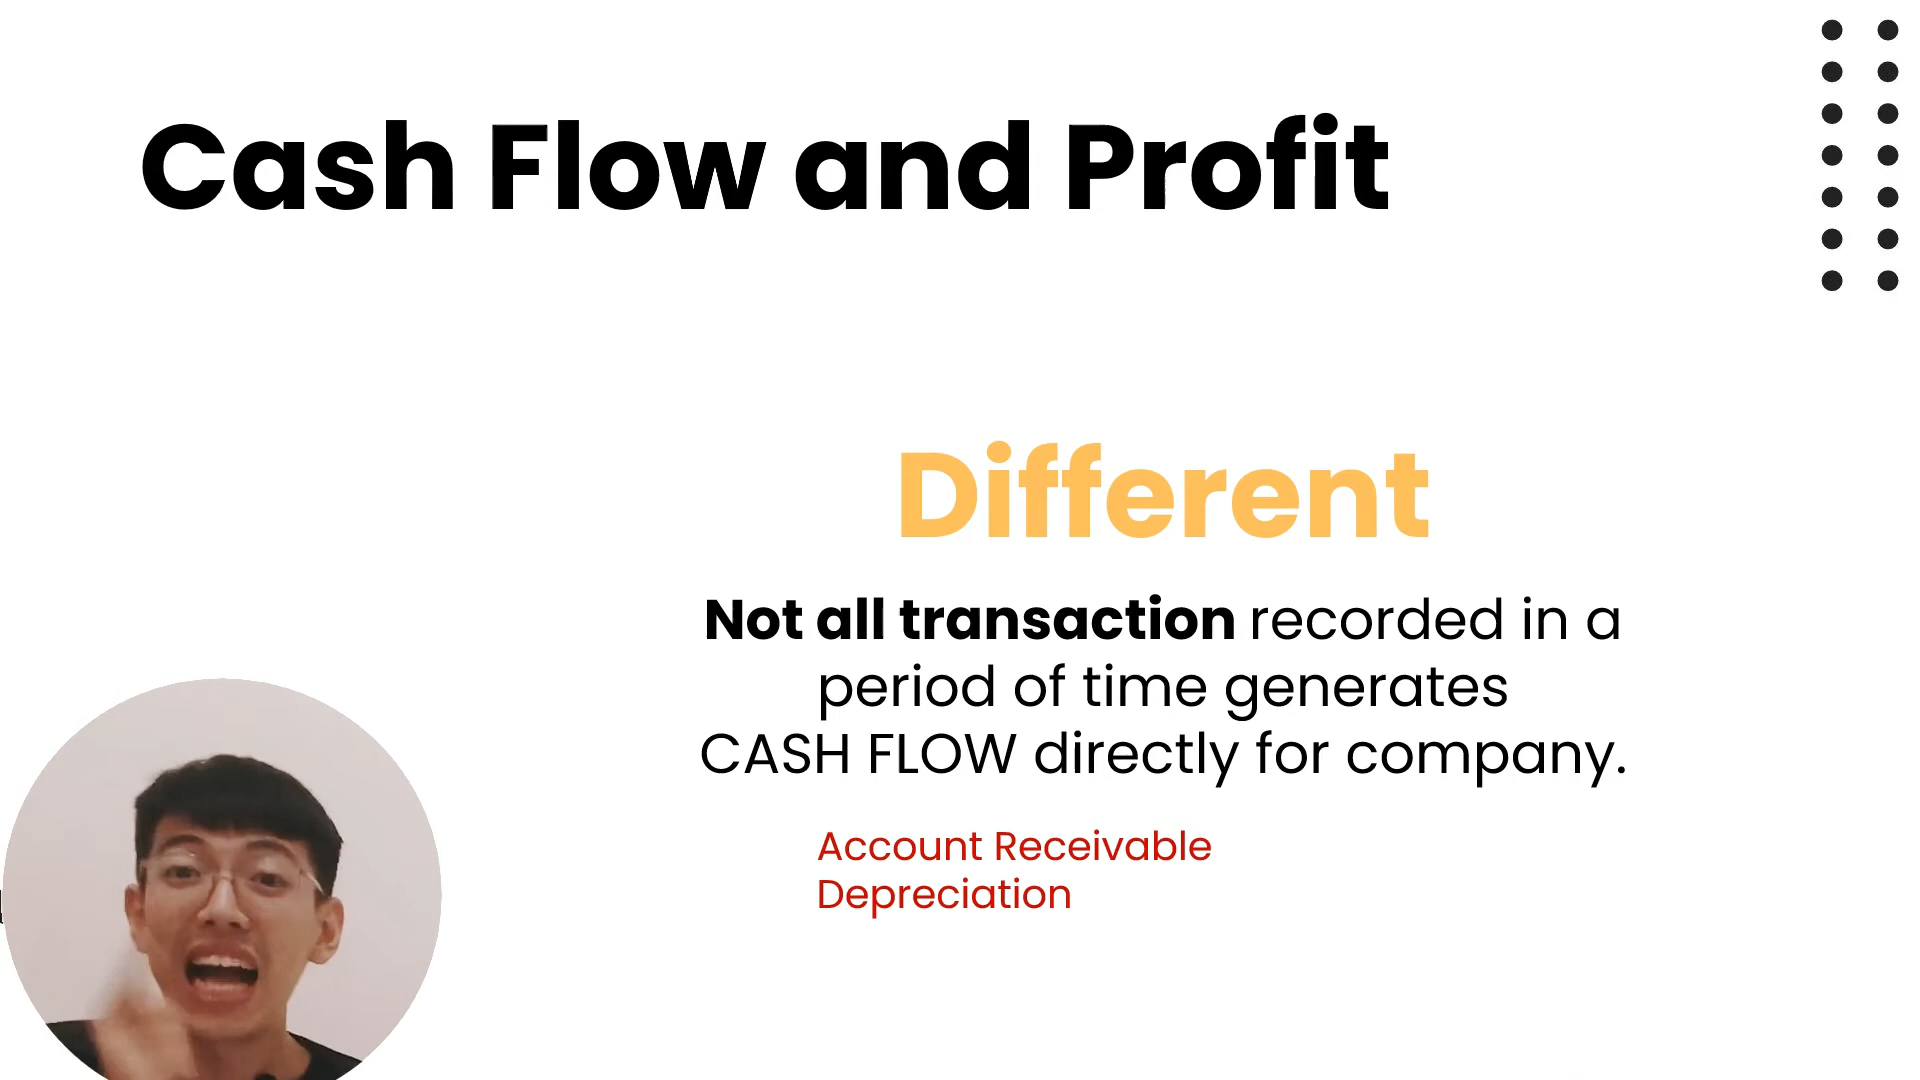 Cash Flow and Profit
Different
Not all transaction recorded in a
period of time generates
CASH FLOW directly for company.
Account Receivable
Depreciation